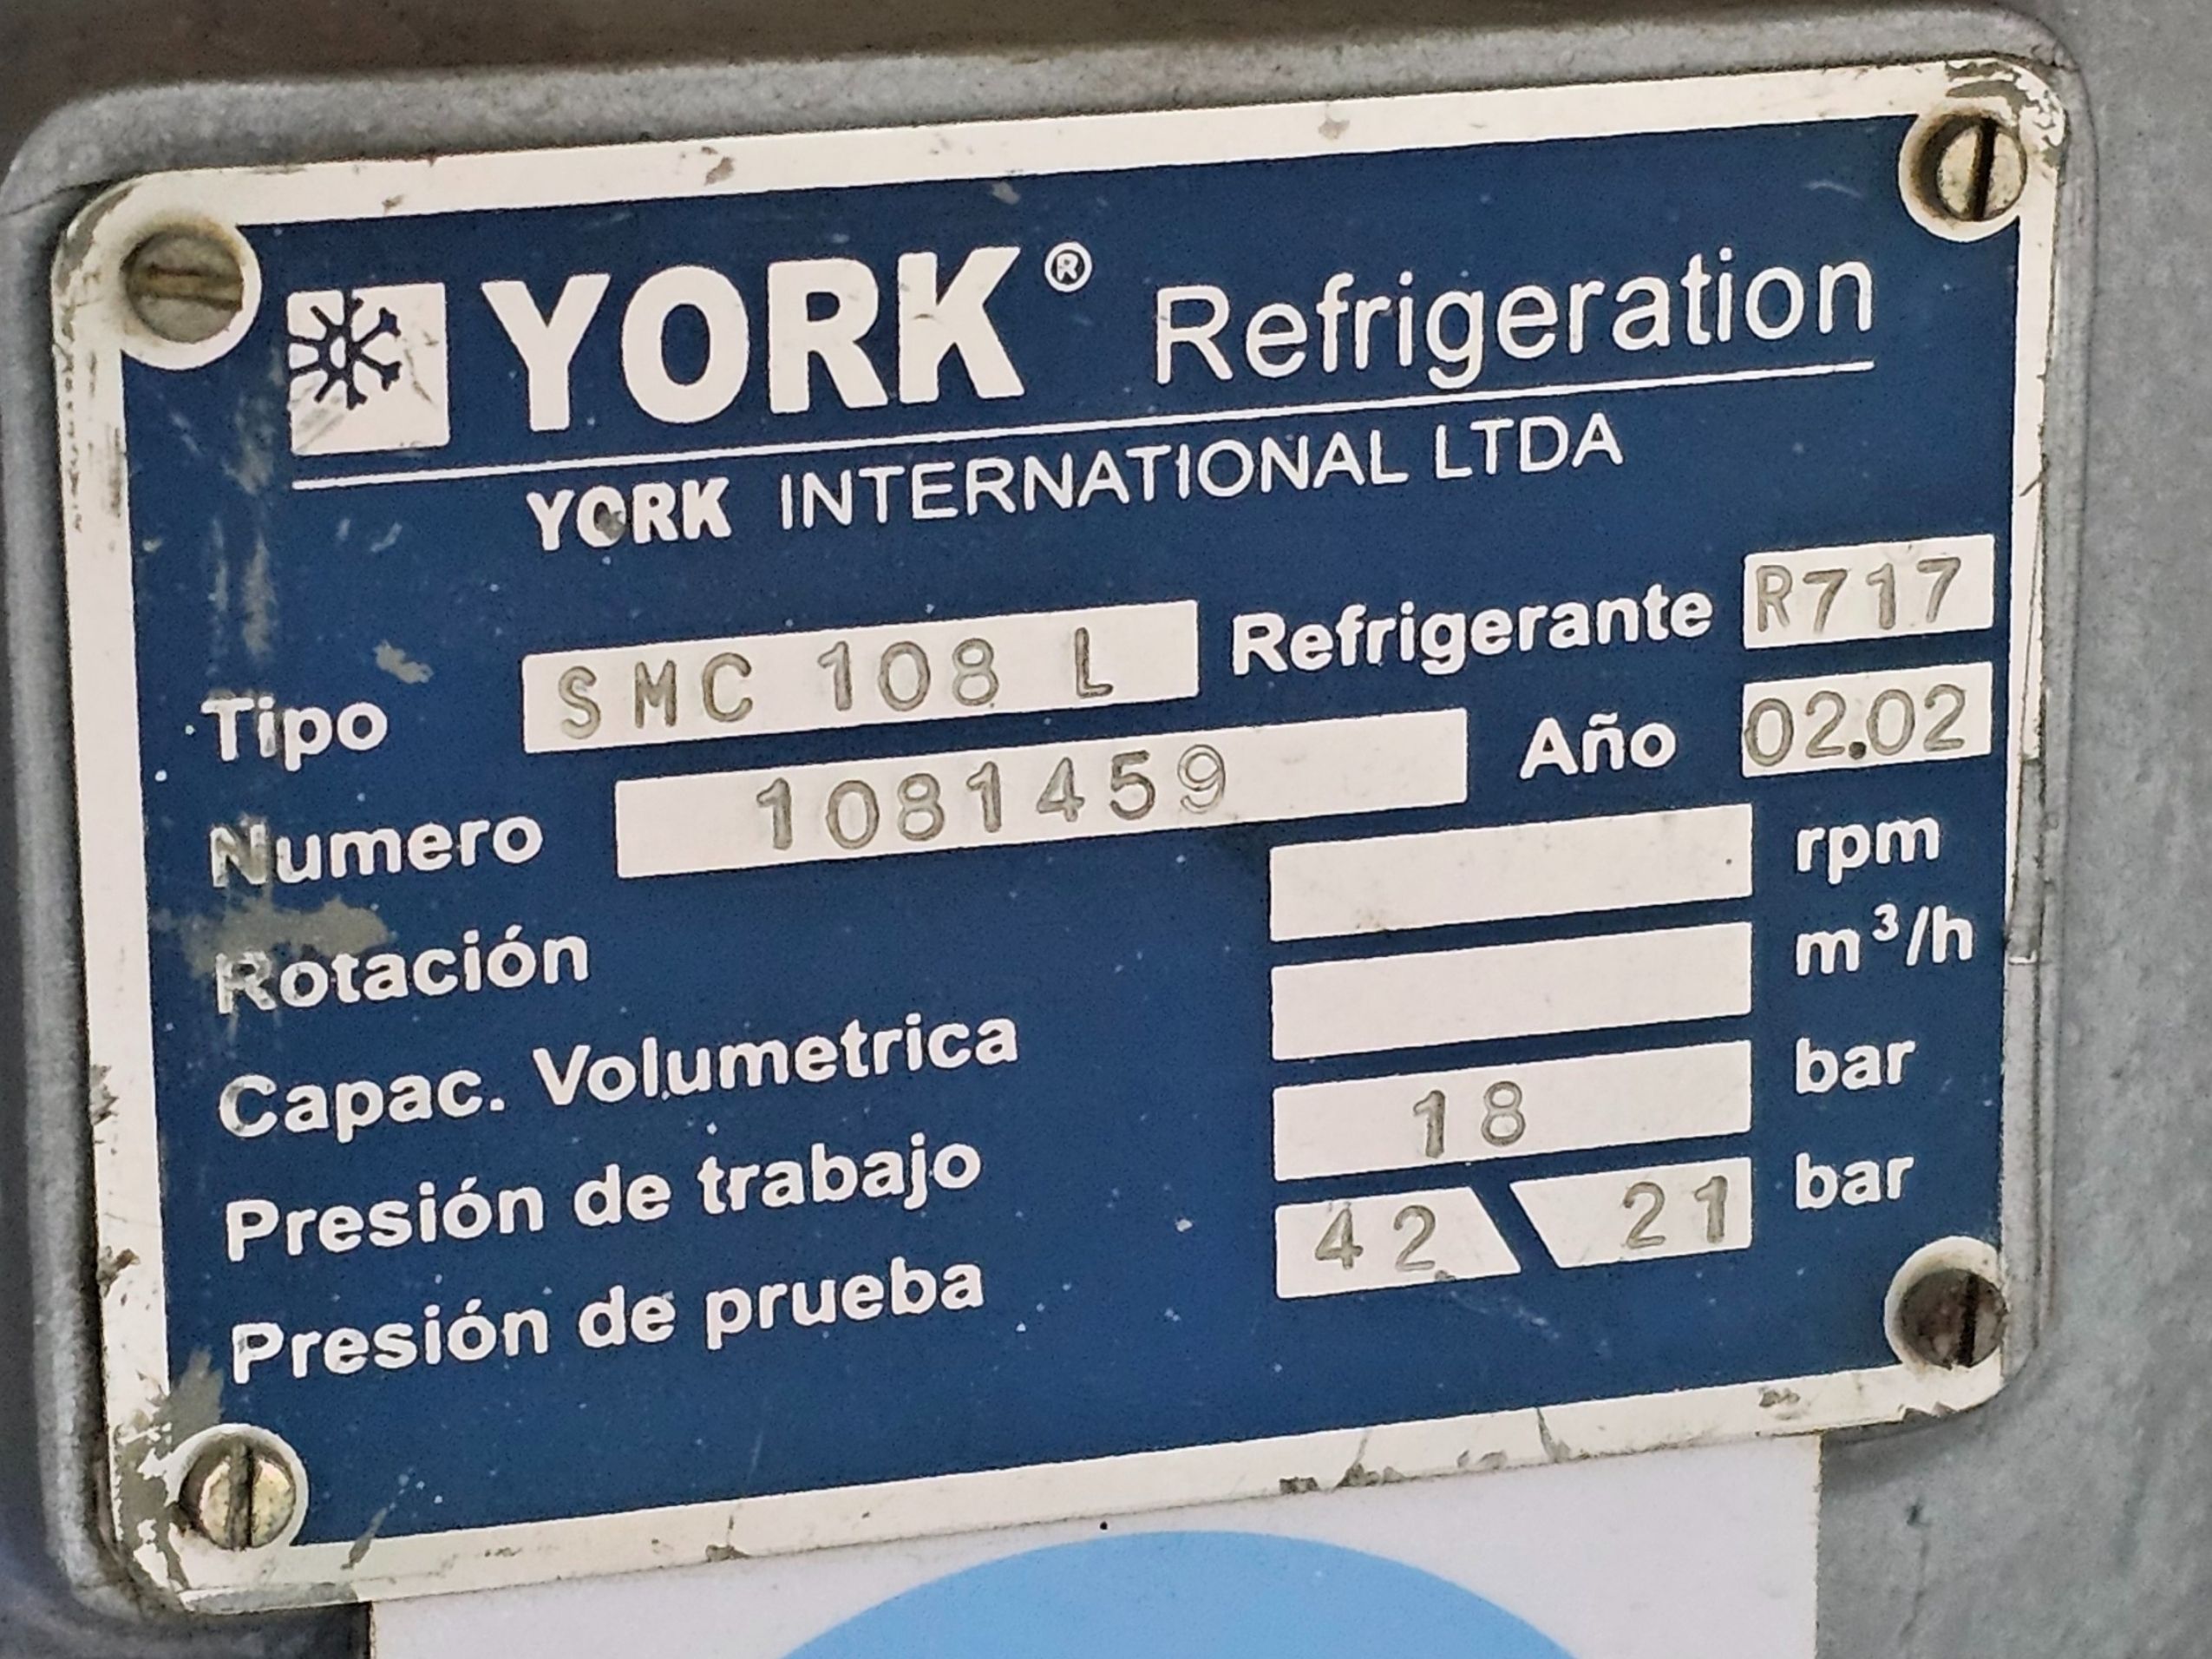 YORK® Refrigeration
YORK INTERNATIONAL LTDA
Tipo SMC 108 L Refrigerante R717
Numero 1081459 Año 02.02
Rotación rpm
Capac. Volumetrica m³/h
Presión de trabajo 18 bar
Presión de prueba 42 21 bar